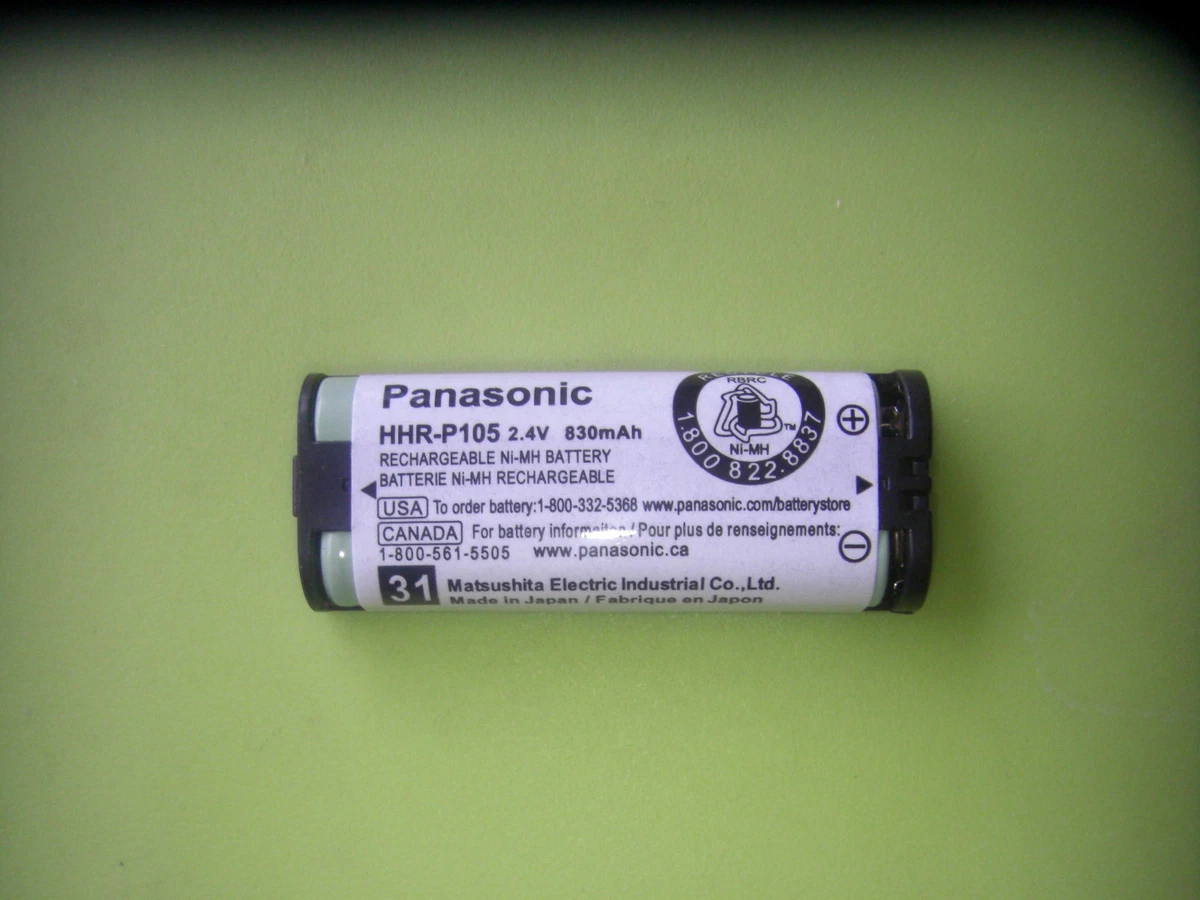 Panasonic
HHR-P105 2.4V 830mAh
RECHARGEABLE Ni-MH BATTERY
BATTERIE Ni-MH RECHARGEABLE
USA To order battery:1-800-332-5368 www.panasonic.com/batterystore
CANADA For battery / Pour plus de renseignements:
1-800-561-5505 www.panasonic.ca
31 Matsushita Electric Industrial Co.,Ltd.
Made in Japan / Fabrique en Japon
RBRC
TM
Ni-MH
1.800 822.8837
+
−